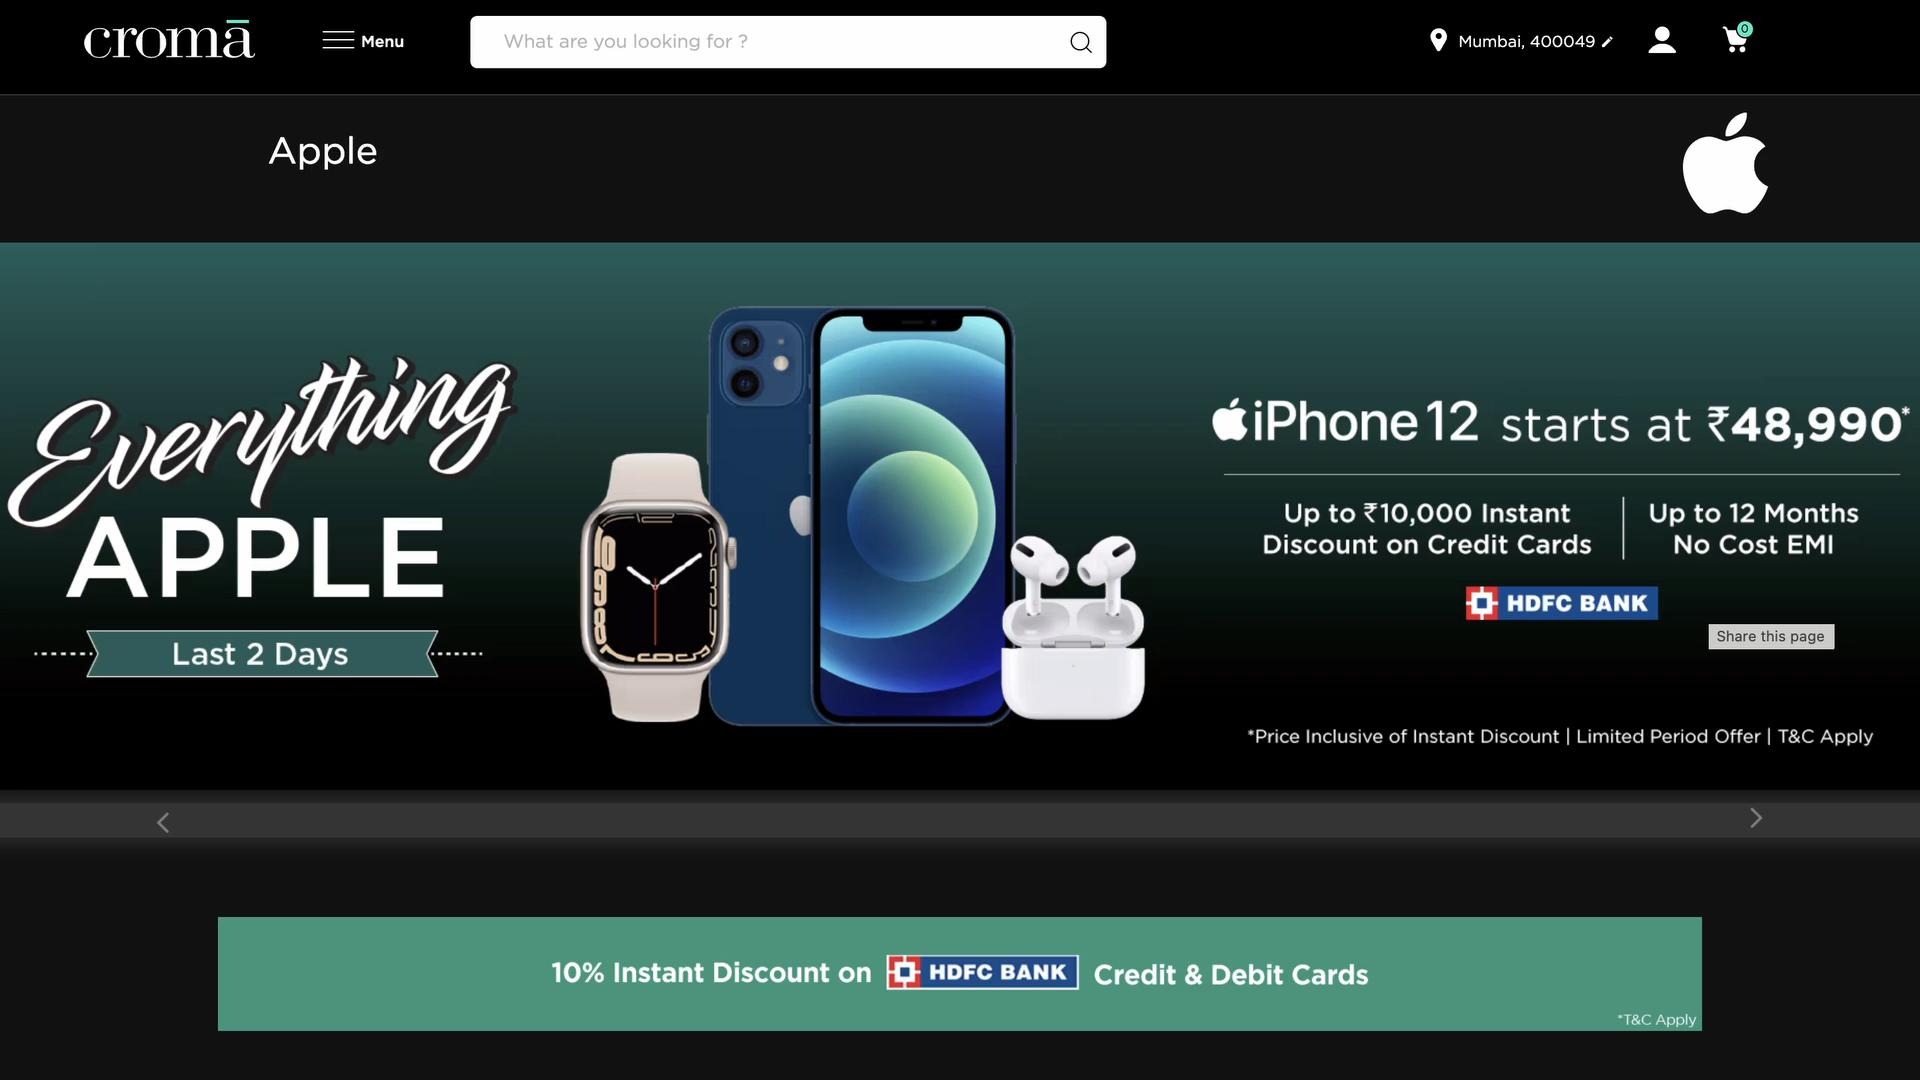 cromā
Menu
What are you looking for ?
Mumbai, 400049
0
Apple
Everything
APPLE
Last 2 Days
iPhone 12 starts at ₹48,990*
Up to ₹10,000 Instant
Discount on Credit Cards
Up to 12 Months
No Cost EMI
HDFC BANK
Share this page
*Price Inclusive of Instant Discount | Limited Period Offer | T&C Apply
10% Instant Discount on HDFC BANK Credit & Debit Cards
*T&C Apply